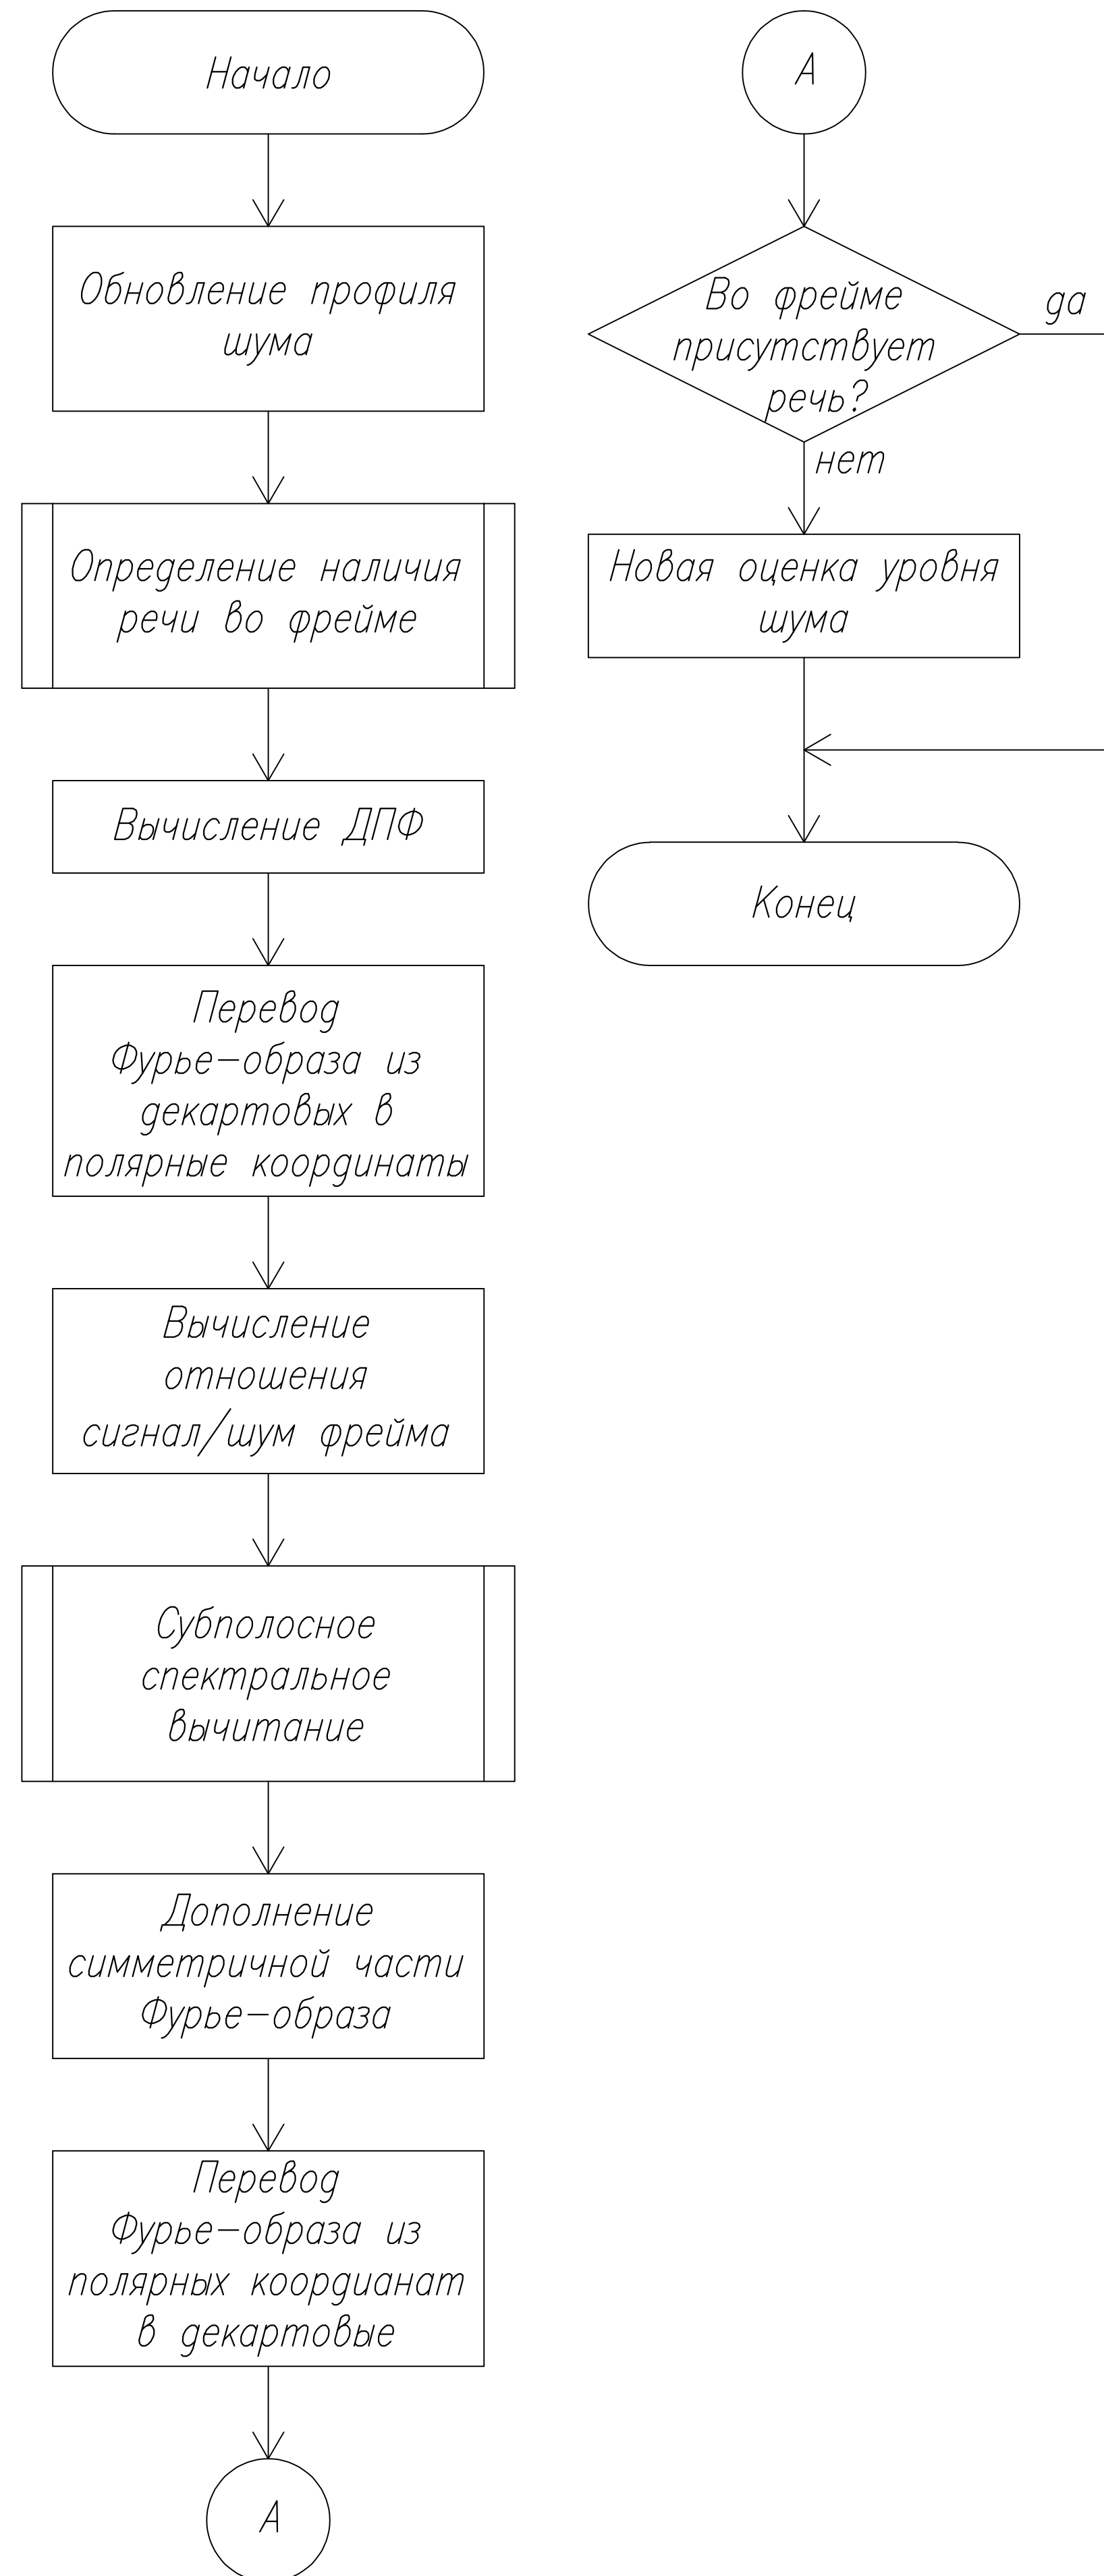 Начало
Обновление профиля
шума
Определение наличия
речи во фрейме
Вычисление ДПФ
Перевод
Фурье-образа из
декартовых в
полярные координаты
Вычисление
отношения
сигнал/шум фрейма
Субполосное
спектральное
вычитание
Дополнение
симметричной части
Фурье-образа
Перевод
Фурье-образа из
полярных коордианат
в декартовые
А
А
Во фрейме
присутствует
речь?
да
нет
Новая оценка уровня
шума
Конец